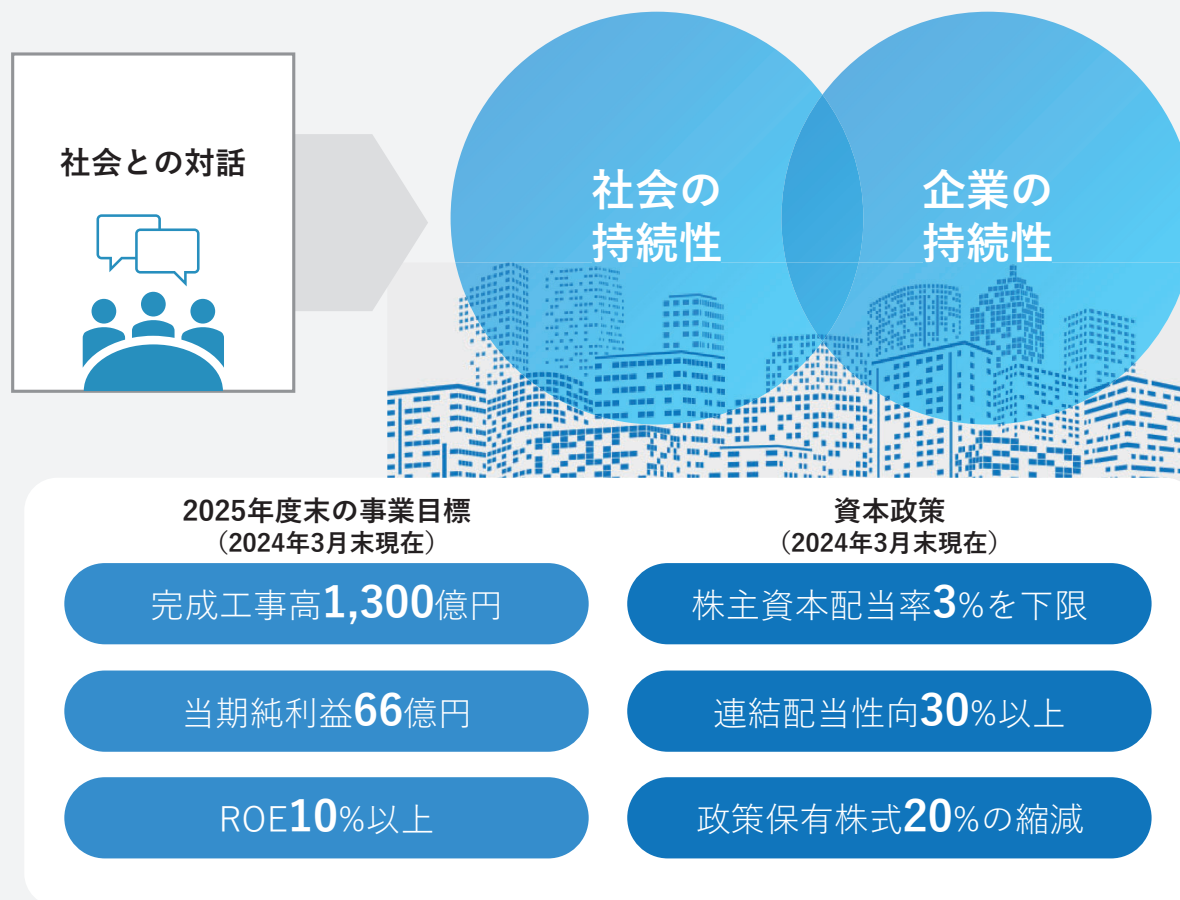 社会との対話
社会の
持続性
企業の
持続性
2025年度末の事業目標
（2024年3月末現在）
完成工事高1,300億円
当期純利益66億円
ROE10%以上
資本政策
（2024年3月末現在）
株主資本配当率3%を下限
連結配当性向30%以上
政策保有株式20%の縮減